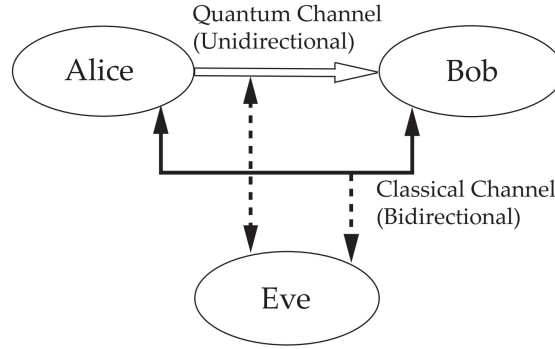 Quantum Channel
(Unidirectional)
Alice
Bob
Classical Channel
(Bidirectional)
Eve